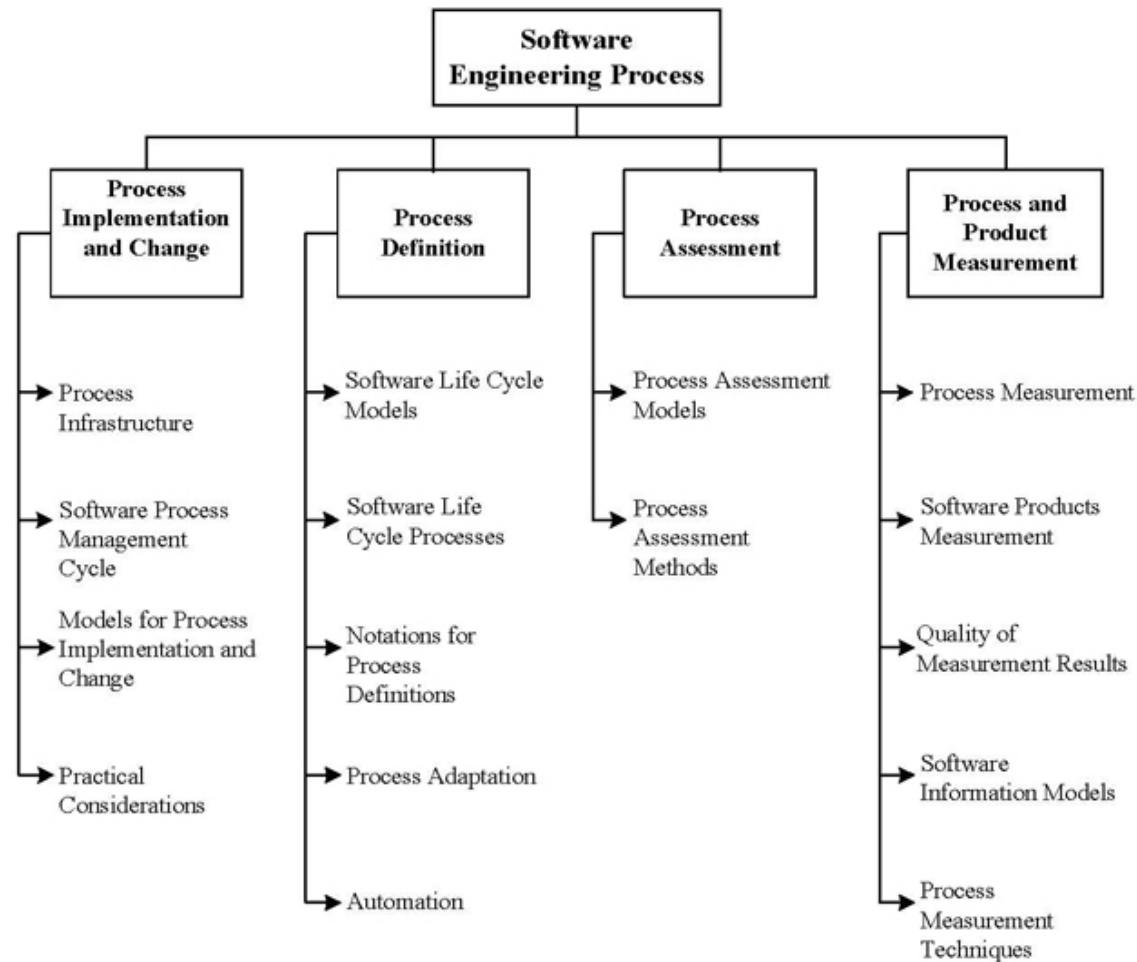 Software
Engineering Process
Process
Implementation
and Change
Process
Infrastructure
Software Process
Management
Cycle
Models for Process
Implementation and
Change
Practical
Considerations
Process
Definition
Software Life Cycle
Models
Software Life
Cycle Processes
Notations for
Process
Definitions
Process Adaptation
Automation
Process
Assessment
Process Assessment
Models
Process
Assessment
Methods
Process and
Product
Measurement
Process Measurement
Software Products
Measurement
Quality of
Measurement Results
Software
Information Models
Process
Measurement
Techniques